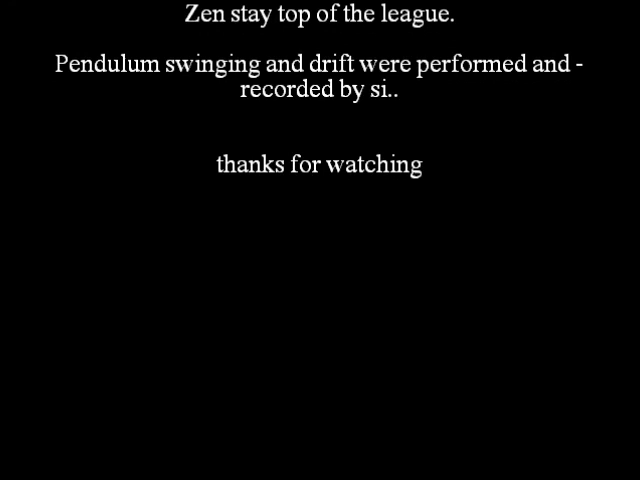 Zen stay top of the league.
Pendulum swinging and drift were performed and -
recorded by si..
thanks for watching